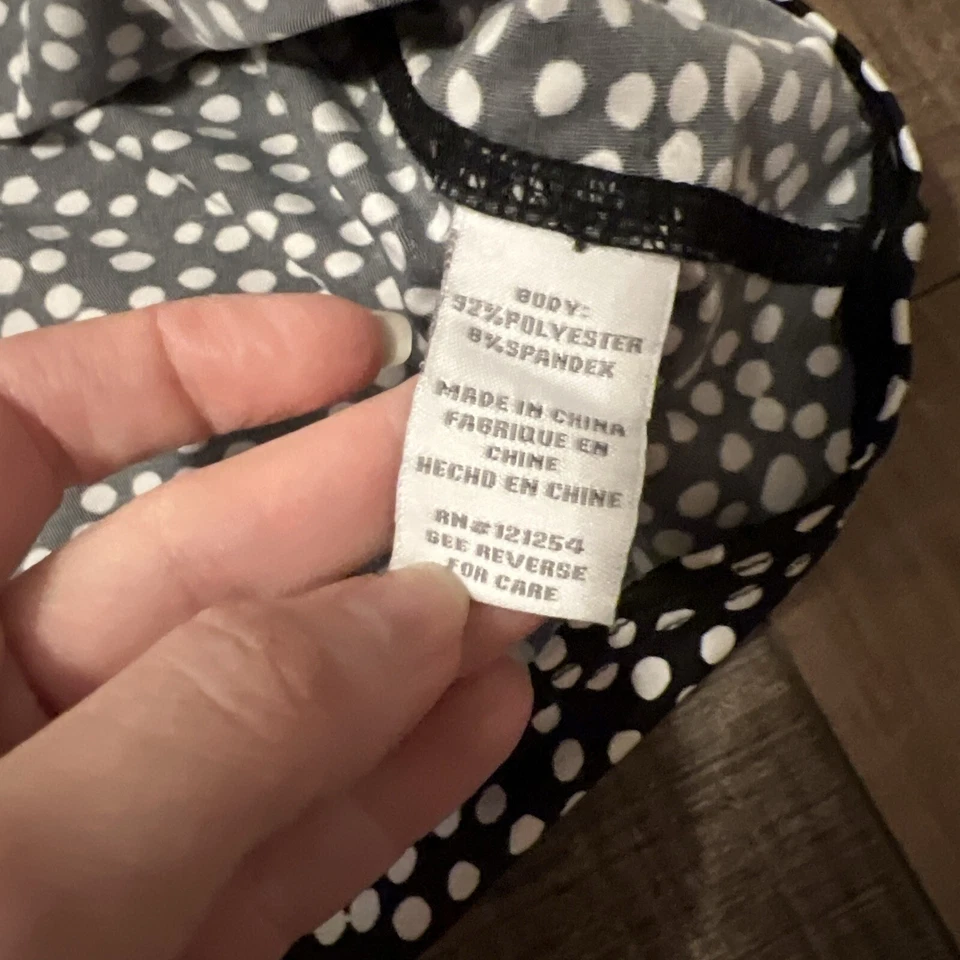 BODY:
92%POLYESTER
8%SPANDEX
MADE IN CHINA
FABRIQUE EN
CHINE
HECHO EN CHINE
RN#121254
SEE REVERSE
FOR CARE